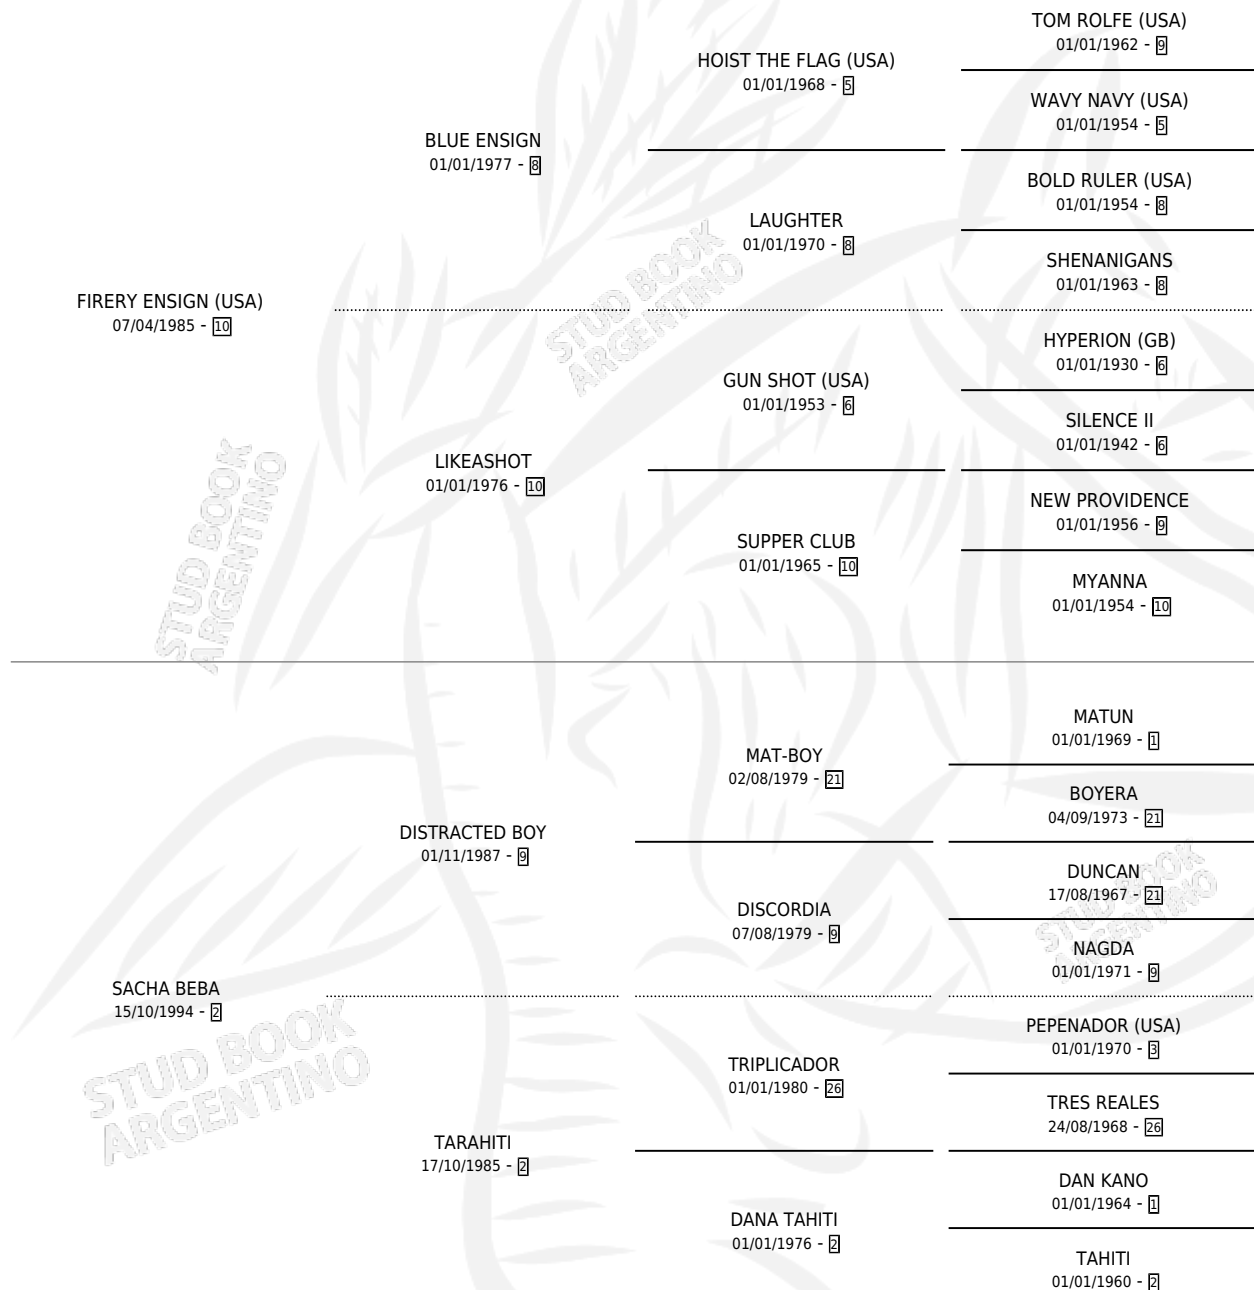 TOM ROLFE (USA)
01/01/1962 - 9
HOIST THE FLAG (USA)
01/01/1968 - 5
WAVY NAVY (USA)
01/01/1954 - 5
BLUE ENSIGN
01/01/1977 - 8
BOLD RULER (USA)
01/01/1954 - 8
LAUGHTER
01/01/1970 - 8
SHENANIGANS
01/01/1963 - 8
FIRERY ENSIGN (USA)
07/04/1985 - 10
HYPERION (GB)
01/01/1930 - 6
GUN SHOT (USA)
01/01/1953 - 6
SILENCE II
01/01/1942 - 6
LIKEASHOT
01/01/1976 - 10
NEW PROVIDENCE
01/01/1956 - 9
SUPPER CLUB
01/01/1965 - 10
MYANNA
01/01/1954 - 10
MATUN
01/01/1969 - 1
MAT-BOY
02/08/1979 - 21
BOYERA
04/09/1973 - 21
DISTRACTED BOY
01/11/1987 - 9
DUNCAN
17/08/1967 - 21
DISCORDIA
07/08/1979 - 9
NAGDA
01/01/1971 - 9
SACHA BEBA
15/10/1994 - 2
PEPENADOR (USA)
01/01/1970 - 3
TRIPLICADOR
01/01/1980 - 26
TRES REALES
24/08/1968 - 26
TARAHITI
17/10/1985 - 2
DAN KANO
01/01/1964 - 1
DANA TAHITI
01/01/1976 - 2
TAHITI
01/01/1960 - 2
STUD BOOK
ARGENTINO
STUD BOOK
ARGENTINO
STUD BOOK
ARGENTINO
STUD BOOK
ARGENTINO